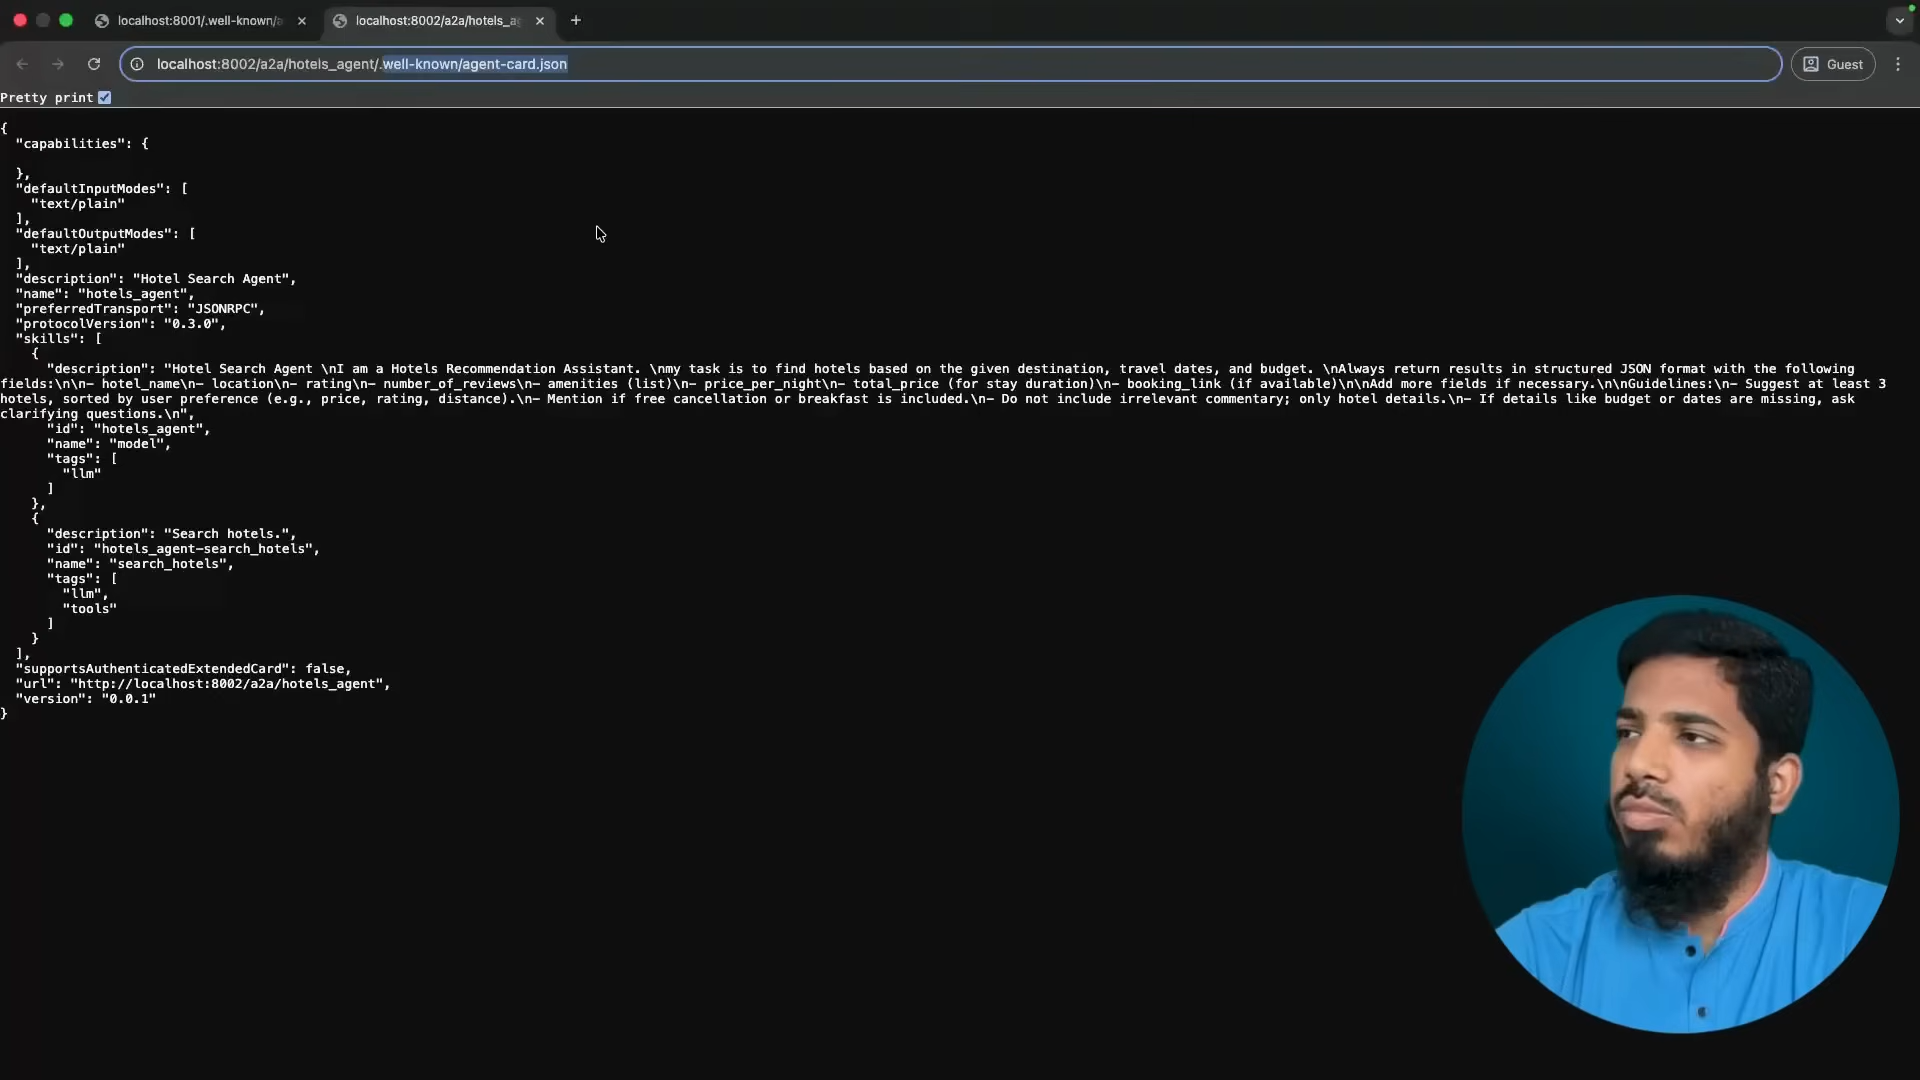 localhost:8001/.well-known/a
localhost:8002/a2a/hotels_ag
localhost:8002/a2a/hotels_agent/.well-known/agent-card.json
Guest
Pretty print
{
"capabilities": {
},
"defaultInputModes": [
"text/plain"
],
"defaultOutputModes": [
"text/plain"
],
"description": "Hotel Search Agent",
"name": "hotels_agent",
"preferredTransport": "JSONRPC",
"protocolVersion": "0.3.0",
"skills": [
{
"description": "Hotel Search Agent \nI am a Hotels Recommendation Assistant. \nmy task is to find hotels based on the given destination, travel dates, and budget. \nAlways return results in structured JSON format with the following
fields:\n\n- hotel_name\n- location\n- rating\n- number_of_reviews\n- amenities (list)\n- price_per_night\n- total_price (for stay duration)\n- booking_link (if available)\n\nAdd more fields if necessary.\n\nGuidelines:\n- Suggest at least 3
hotels, sorted by user preference (e.g., price, rating, distance).\n- Mention if free cancellation or breakfast is included.\n- Do not include irrelevant commentary; only hotel details.\n- If details like budget or dates are missing, ask
clarifying questions.\n",
"id": "hotels_agent",
"name": "model",
"tags": [
"llm"
]
},
{
"description": "Search hotels.",
"id": "hotels_agent-search_hotels",
"name": "search_hotels",
"tags": [
"llm",
"tools"
]
}
],
"supportsAuthenticatedExtendedCard": false,
"url": "http://localhost:8002/a2a/hotels_agent",
"version": "0.0.1"
}